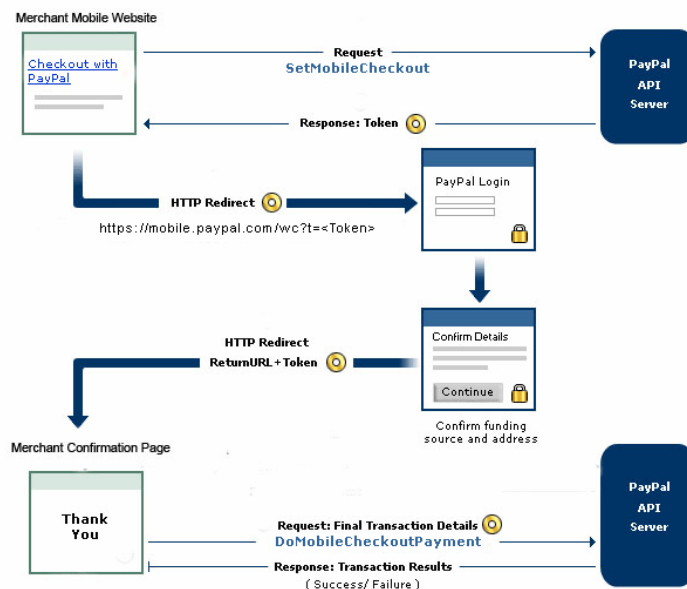 Merchant Mobile Website
Checkout with
PayPal
Request
SetMobileCheckout
Response: Token
PayPal
API
Server
HTTP Redirect
https://mobile.paypal.com/wc?t=<Token>
PayPal Login
HTTP Redirect
ReturnURL+Token
Confirm Details
Continue
Confirm funding
source and address
Merchant Confirmation Page
Thank
You
Request: Final Transaction Details
DoMobileCheckoutPayment
Response: Transaction Results
( Success/ Failure )
PayPal
API
Server